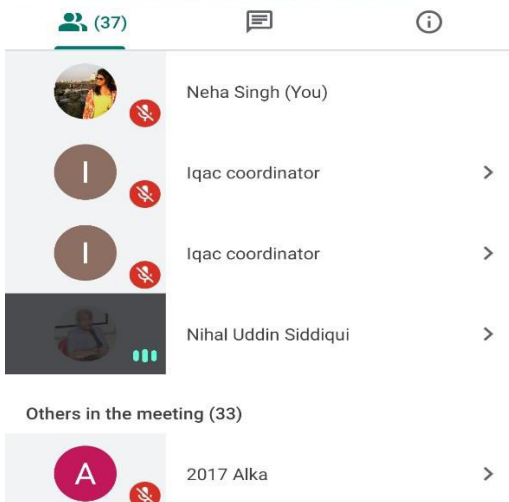 (37)
Neha Singh (You)
I
Iqac coordinator
I
Iqac coordinator
Nihal Uddin Siddiqui
Others in the meeting (33)
A
2017 Alka